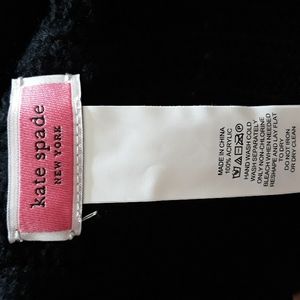 kate spade
NEW YORK
MADE IN CHINA
100% ACRYLIC
HAND WASH COLD
WASH SEPARATELY
ONLY NON-CHLORINE
BLEACH WHEN NEEDED
RESHAPE AND LAY FLAT
TO DRY
DO NOT IRON
OR DRY CLEAN